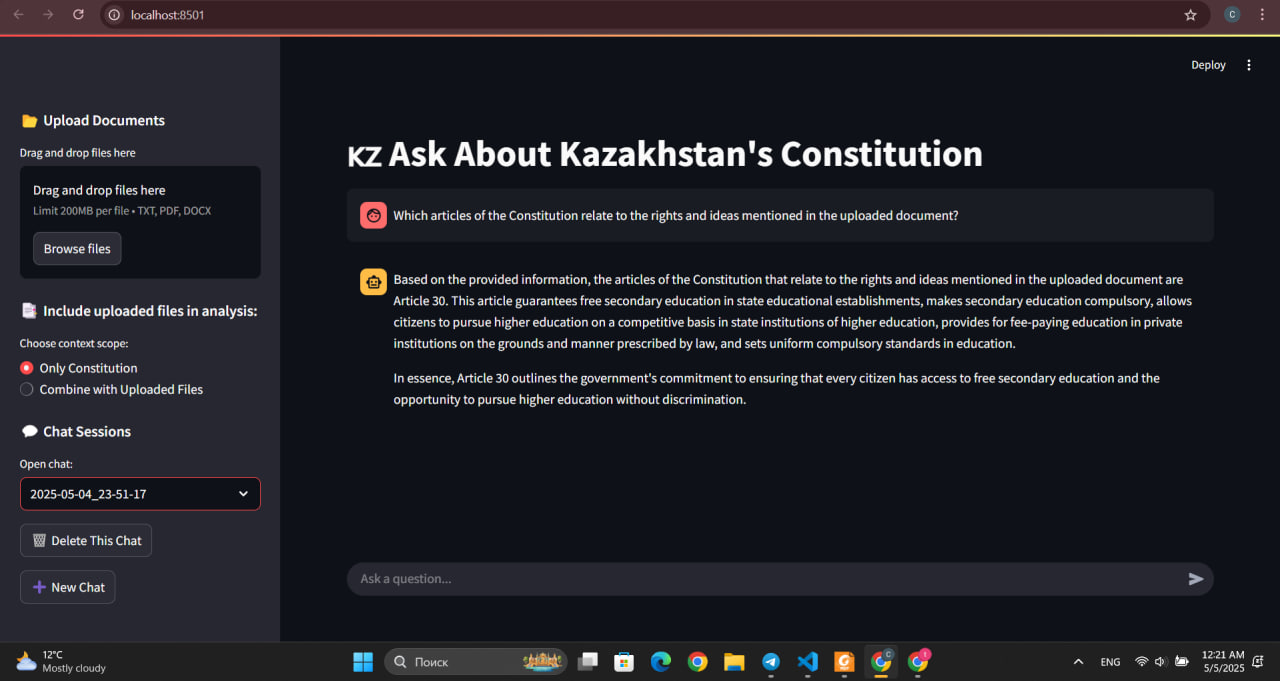 localhost:8501
C
Deploy
📂 Upload Documents
Drag and drop files here
Drag and drop files here
Limit 200MB per file • TXT, PDF, DOCX
Browse files
📑 Include uploaded files in analysis:
Choose context scope:
Only Constitution
Combine with Uploaded Files
💬 Chat Sessions
Open chat:
2025-05-04_23-51-17
🗑️ Delete This Chat
➕ New Chat
KZ Ask About Kazakhstan's Constitution
Which articles of the Constitution relate to the rights and ideas mentioned in the uploaded document?
Based on the provided information, the articles of the Constitution that relate to the rights and ideas mentioned in the uploaded document are
Article 30. This article guarantees free secondary education in state educational establishments, makes secondary education compulsory, allows
citizens to pursue higher education on a competitive basis in state institutions of higher education, provides for fee-paying education in private
institutions on the grounds and manner prescribed by law, and sets uniform compulsory standards in education.
In essence, Article 30 outlines the government's commitment to ensuring that every citizen has access to free secondary education and the
opportunity to pursue higher education without discrimination.
Ask a question...
12°C
Mostly cloudy
Поиск
C
t
ENG
12:21 AM
5/5/2025